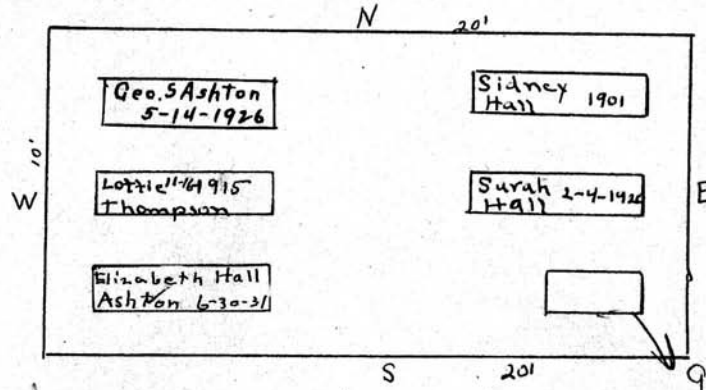 N 20'
Geo. S Ashton
5-14-1926
Sidney
Hall 1901
10'
W
Lottie 11-16-1915
Thompson
Surah
Hall 2-4-1926
E
Elizabeth Hall
Ashton 6-30-31
S 20'